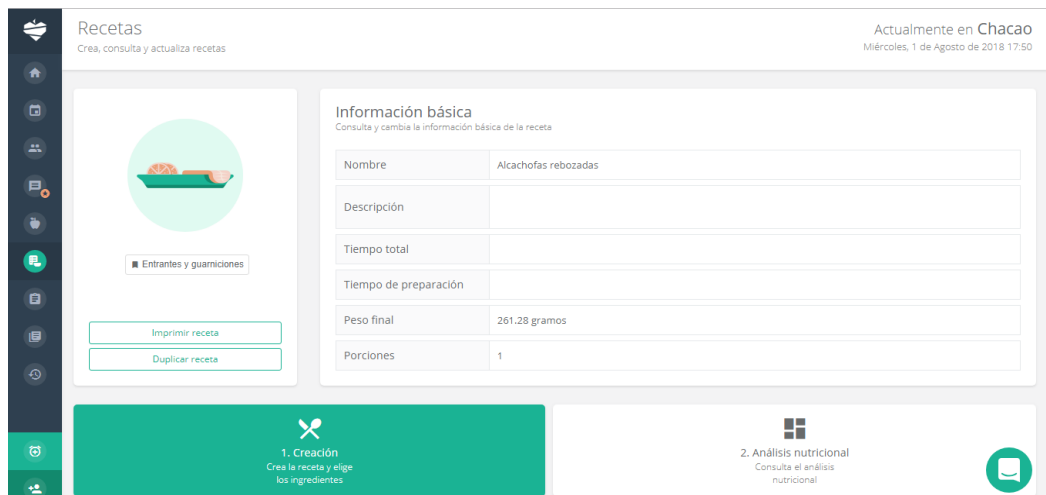 Recetas
Crea, consulta y actualiza recetas
Actualmente en Chacao
Miércoles, 1 de Agosto de 2018 17:50
Entrantes y guarniciones
Imprimir receta
Duplicar receta
Información básica
Consulta y cambia la información básica de la receta
Nombre Alcachofas rebozadas
Descripción
Tiempo total
Tiempo de preparación
Peso final 261.28 gramos
Porciones 1
1. Creación
Crea la receta y elige
los ingredientes
2. Análisis nutricional
Consulta el análisis
nutricional